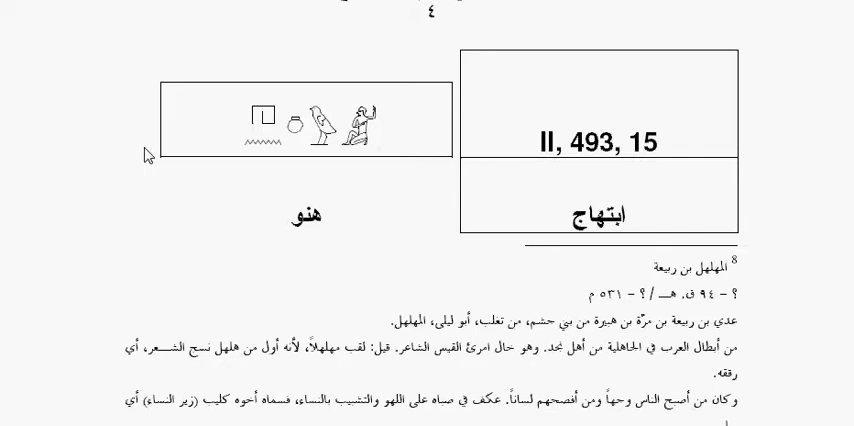 ٤
II, 493, 15
ابتهاج
هنو
8 المهلهل بن ربيعة
؟ - ٩٤ ق. هـ / ؟ - ٥٣١ م
عدي بن ربيعة بن مرّة بن هبيرة من بني جشم، من تغلب، أبو ليلى، المهلهل.
من أبطال العرب في الجاهلية من أهل نجد. وهو خال امرئ القيس الشاعر. قيل: لقب مهلهلاً، لأنه أول من هلهل نسج الشعر، أي
رققه.
وكان من أصبح الناس وجهاً ومن أفصحهم لساناً. عكف في صباه على اللهو والتشبيب بالنساء، فسماه أخوه كليب (زير النساء) أي